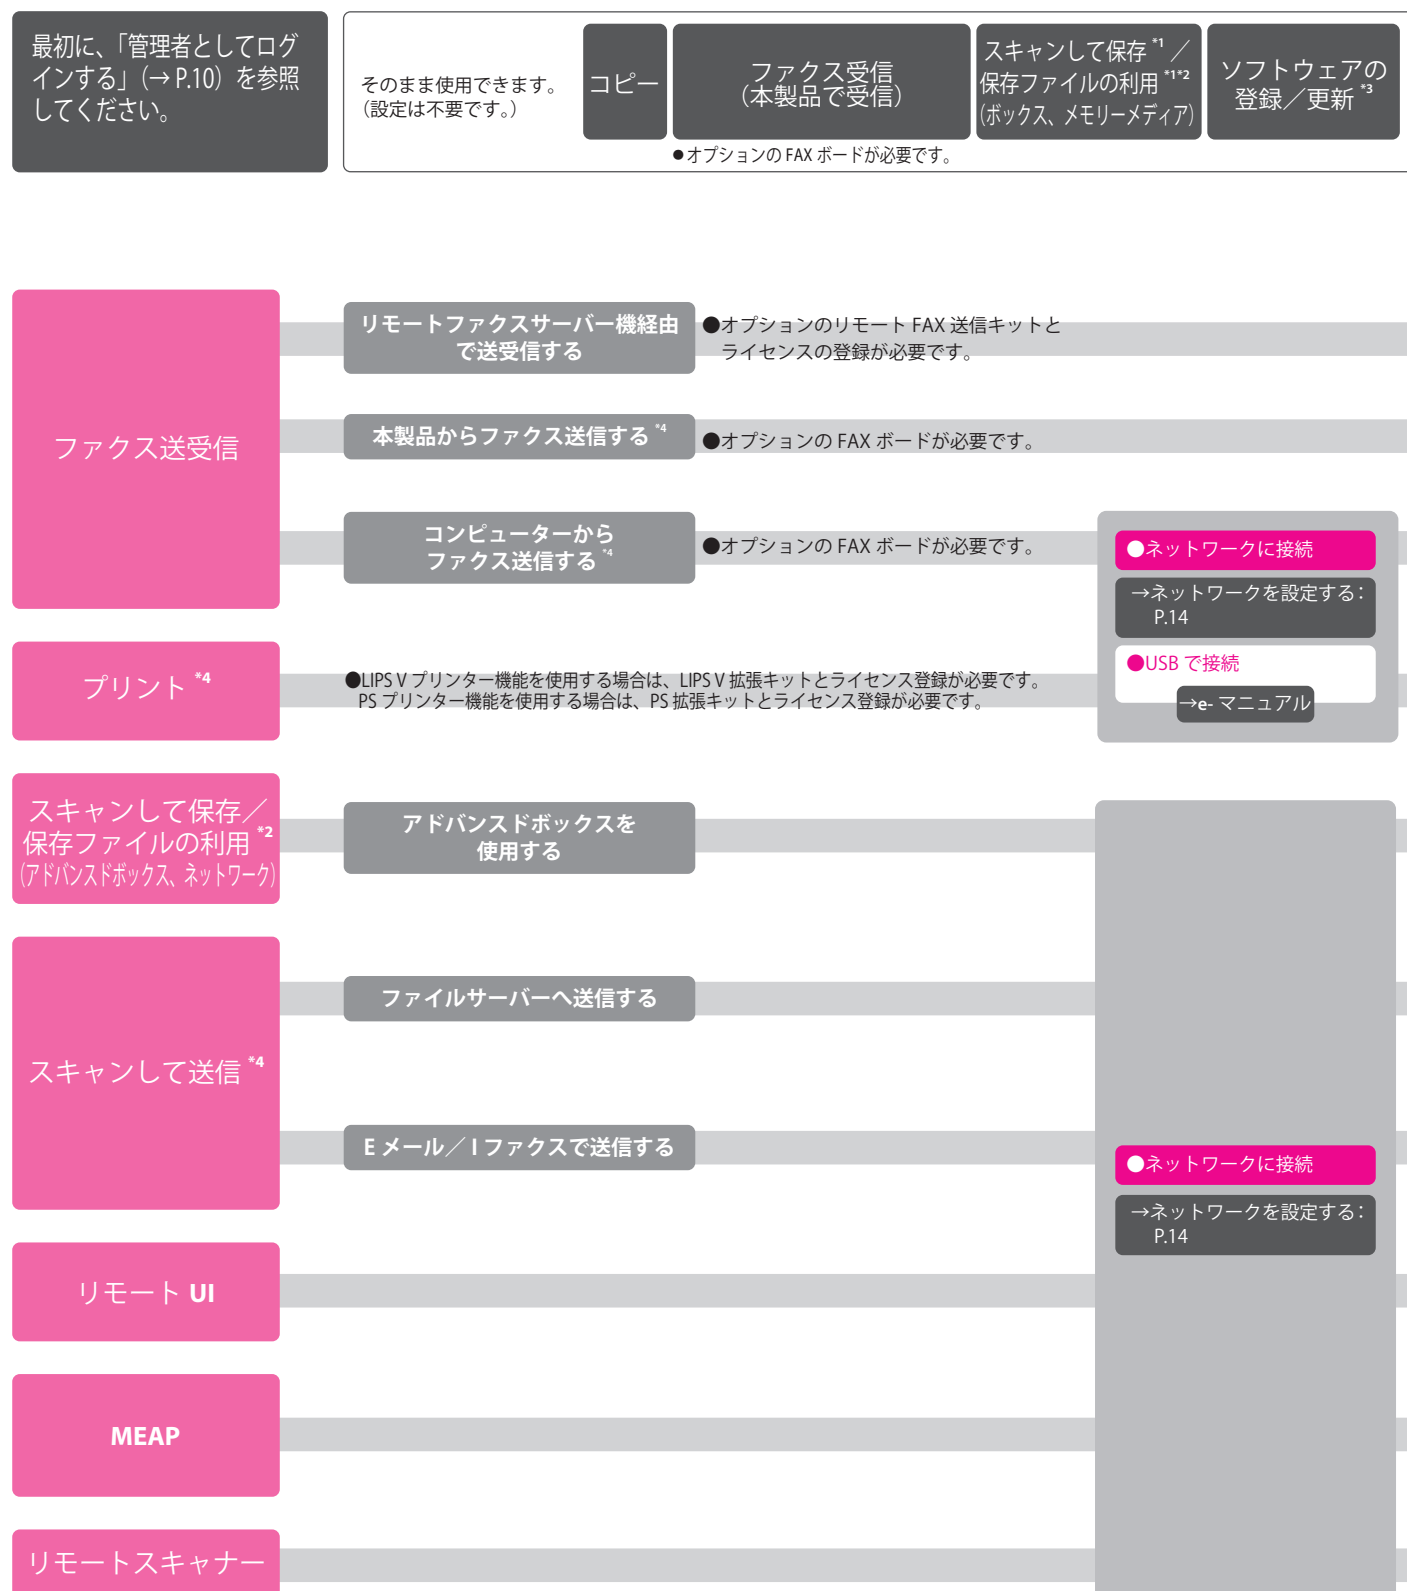 最初に、「管理者としてログ
インする」（→ P.10）を参照
してください。
そのまま使用できます。
（設定は不要です。）
コピー
ファクス受信
（本製品で受信）
スキャンして保存 *1 ／
保存ファイルの利用 *1*2
（ボックス、メモリーメディア）
ソフトウェアの
登録／更新 *3
●オプションの FAX ボードが必要です。
ファクス送受信
リモートファクスサーバー機経由
で送受信する
●オプションのリモート FAX 送信キットと
ライセンスの登録が必要です。
本製品からファクス送信する *4
●オプションの FAX ボードが必要です。
コンピューターから
ファクス送信する *4
●オプションの FAX ボードが必要です。
●ネットワークに接続
→ネットワークを設定する：
P.14
●USB で接続
→e- マニュアル
プリント *4
●LIPS V プリンター機能を使用する場合は、LIPS V 拡張キットとライセンス登録が必要です。
PS プリンター機能を使用する場合は、PS 拡張キットとライセンス登録が必要です。
スキャンして保存／
保存ファイルの利用 *2
（アドバンスドボックス、ネットワーク）
アドバンスドボックスを
使用する
スキャンして送信 *4
ファイルサーバーへ送信する
E メール／ I ファクスで送信する
●ネットワークに接続
→ネットワークを設定する：
P.14
リモート UI
MEAP
リモートスキャナー